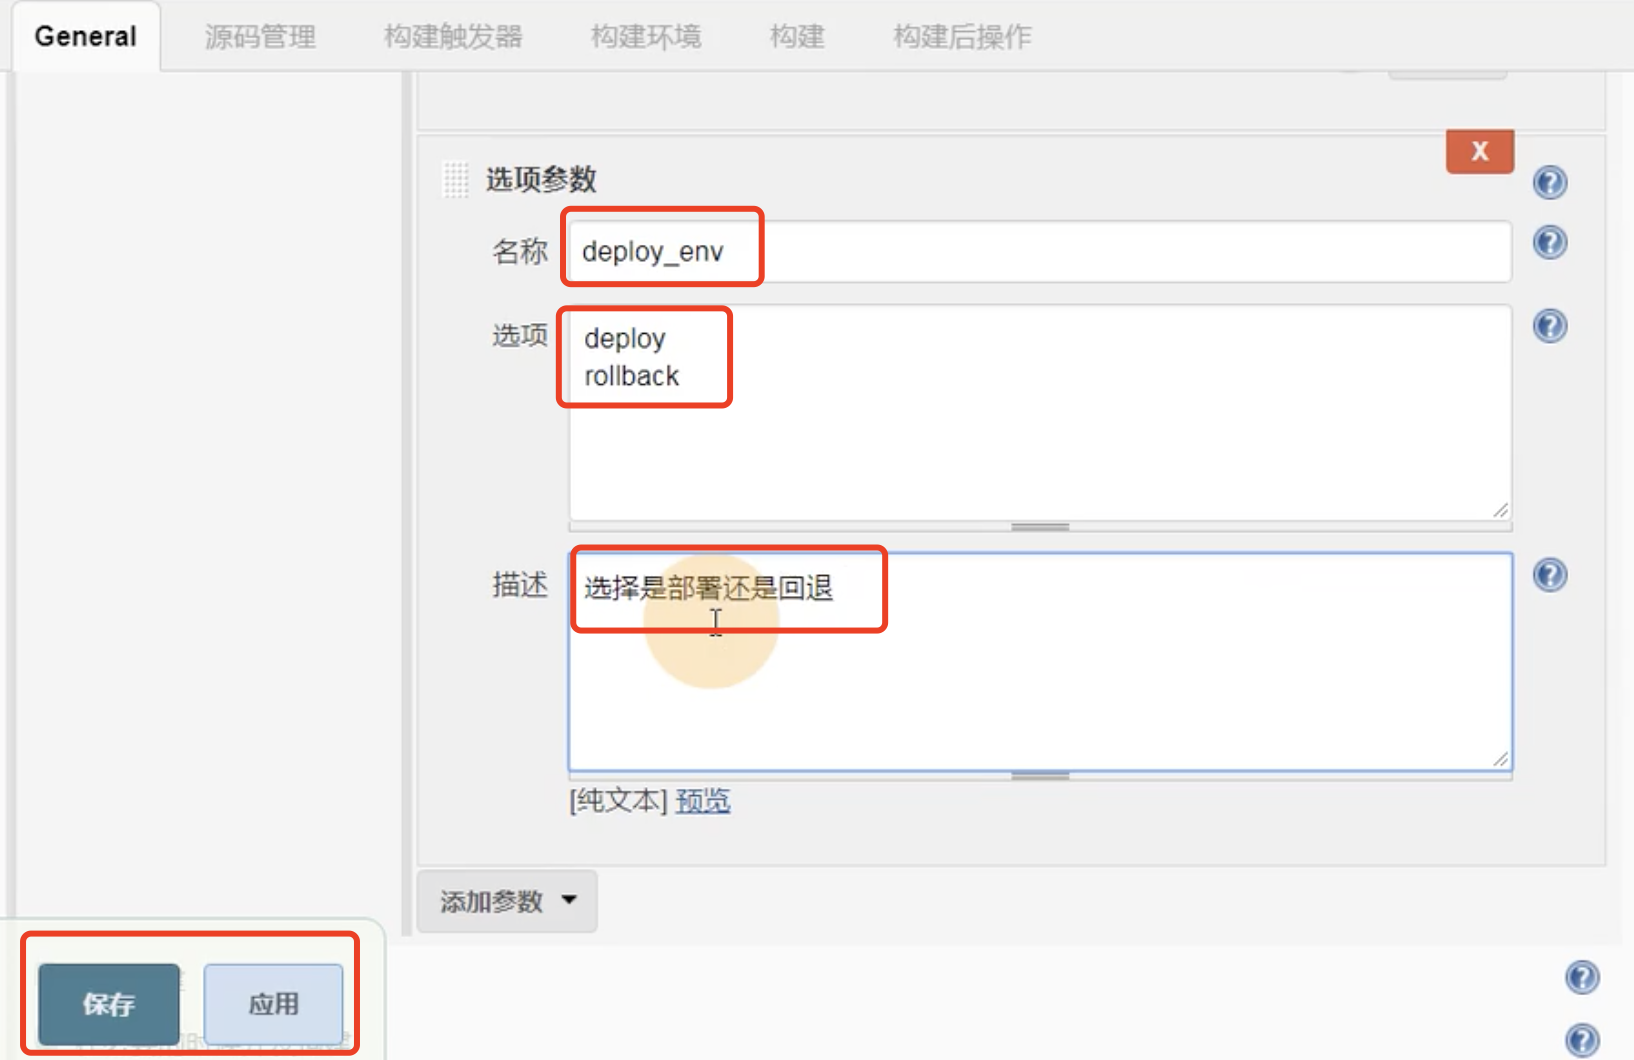 General 源码管理 构建触发器 构建环境 构建 构建后操作
X
选项参数
名称 deploy_env
选项 deploy
rollback
描述 选择是部署还是回退
[纯文本] 预览
添加参数
保存 应用